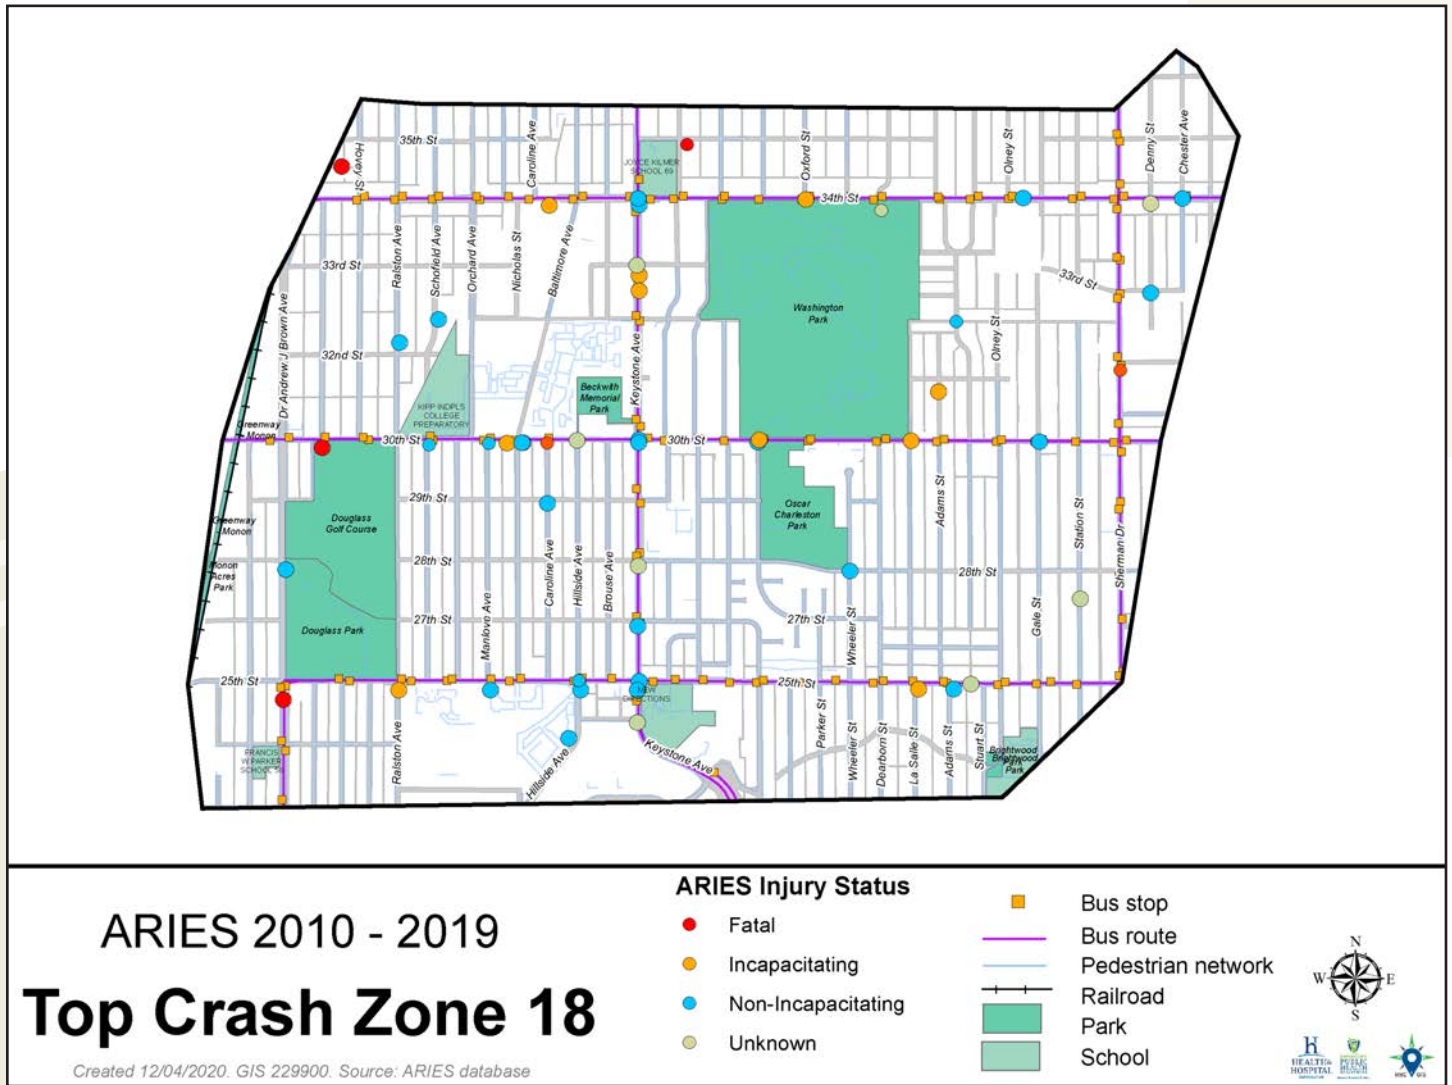 35th St
Hovey St
Caroline Ave
JOYCE KILMER
SCHOOL 69
Oxford St
Olney St
Denny St
Chester Ave
34th St
Ralston Ave
Schofield Ave
Orchard Ave
Nicholas St
Baltimore Ave
33rd St
33rd St
Washington
Park
Dr Andrew J Brown Ave
32nd St
Keystone Ave
Olney St
Beckwith
Memorial
Park
KIPP INDPLS
COLLEGE
PREPARATORY
Greenway
Monon
30th St
30th St
29th St
Adams St
Station St
Sherman Dr
Oscar
Charleston
Park
Douglass
Golf Course
Greenway
Monon
28th St
28th St
Monon
Acres
Park
Caroline Ave
Hillside Ave
Brouse Ave
Manlove Ave
27th St
27th St
Wheeler St
Gale St
Douglass Park
25th St
25th St
NEW
DIRECTIONS
Parker St
Wheeler St
Dearborn St
La Salle St
Adams St
Stuart St
Ralston Ave
Hillside Ave
Keystone Ave
FRANCIS
W PARKER
SCHOOL 56
Brightwood
Brightwood
Park
Park
ARIES 2010 - 2019
Top Crash Zone 18
Created 12/04/2020. GIS 229900. Source: ARIES database
ARIES Injury Status
Fatal
Incapacitating
Non-Incapacitating
Unknown
Bus stop
Bus route
Pedestrian network
Railroad
Park
School
N
W E
S
HEALTH &
HOSPITAL
PUBLIC
HEALTH